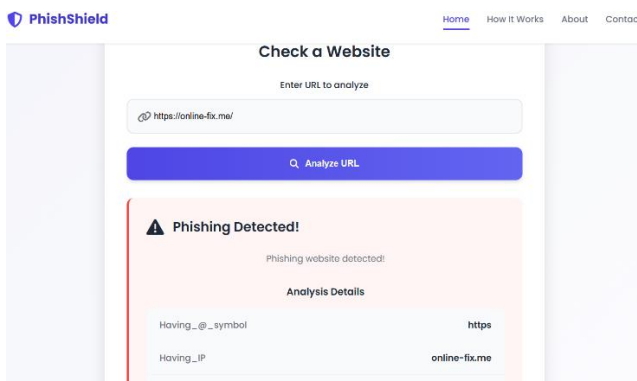 PhishShield
Home How It Works About Contac
Check a Website
Enter URL to analyze
https://online-fix.me/
Analyze URL
Phishing Detected!
Phishing website detected!
Analysis Details
Having_@_symbol https
Having_IP online-fix.me